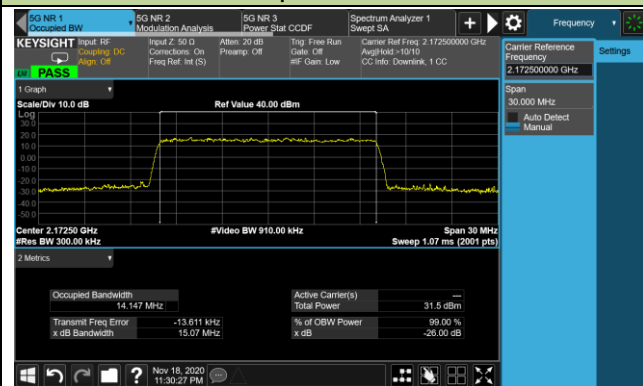 5G NR 1
Occupied BW
5G NR 2
Modulation Analysis
5G NR 3
Power Stat CCDF
Spectrum Analyzer 1
Swept SA
Frequency
KEYSIGHT
Input: RF
Coupling: DC
Align: Off
Input Z: 50 Ω
Corrections: On
Freq Ref: Int (S)
Atten: 20 dB
Preamp: Off
Trig: Free Run
Gate: Off
#IF Gain: Low
Carrier Ref Freq: 2.172500000 GHz
Avg|Hold:>10/10
CC Info: Downlink, 1 CC
PASS
Carrier Reference
Frequency
2.172500000 GHz
Settings
Span
30.000 MHz
Auto Detect
Manual
1 Graph
Scale/Div 10.0 dB
Ref Value 40.00 dBm
Log
30.0
20.0
10.0
0.00
-10.0
-20.0
-30.0
-40.0
-50.0
Center 2.17250 GHz
#Video BW 910.00 kHz
Span 30 MHz
#Res BW 300.00 kHz
Sweep 1.07 ms (2001 pts)
2 Metrics
Occupied Bandwidth
14.147 MHz
Active Carrier(s)
---
Total Power
31.5 dBm
Transmit Freq Error
-13.611 kHz
% of OBW Power
99.00 %
x dB Bandwidth
15.07 MHz
x dB
-26.00 dB
Nov 18, 2020
11:30:27 PM